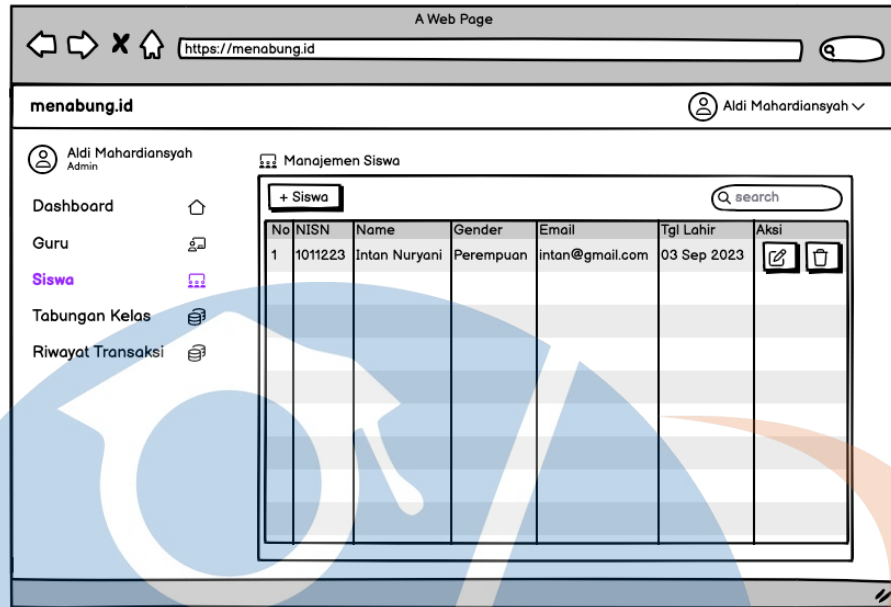 A Web Page
https://menabung.id
menabung.id
Aldi Mahardiansyah
Aldi Mahardiansyah
Admin
Dashboard
Guru
Siswa
Tabungan Kelas
Riwayat Transaksi
Manajemen Siswa
+ Siswa
search
No NISN Name Gender Email Tgl Lahir Aksi
1 1011223 Intan Nuryani Perempuan intan@gmail.com 03 Sep 2023